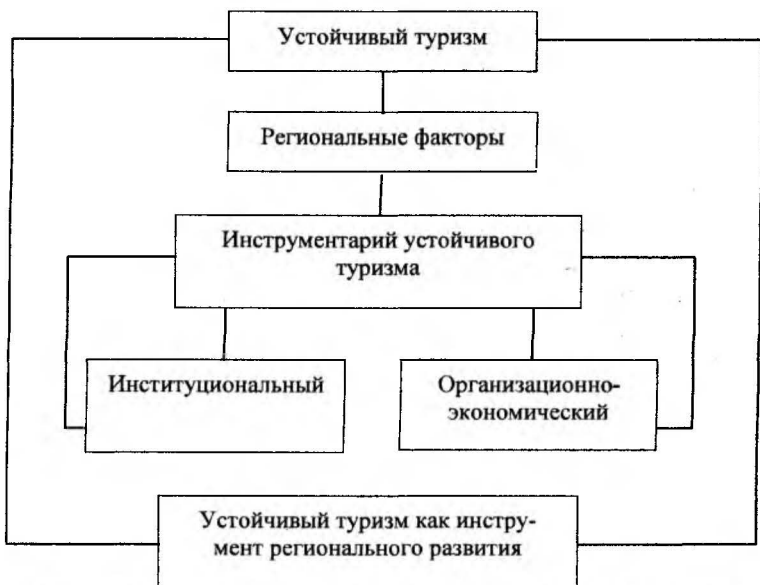 Устойчивый туризм
Региональные факторы
Инструментарий устойчивого
туризма
Институциональный
Организационно-
экономический
Устойчивый туризм как инстру-
мент регионального развития